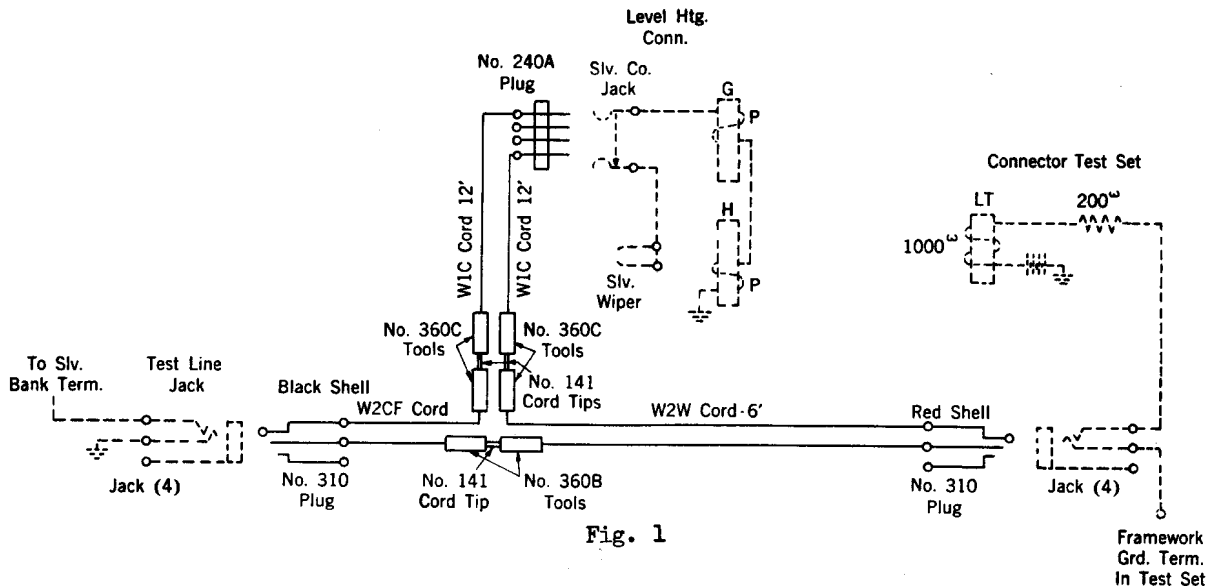 Level Htg.
Conn.
No. 240A
Plug
Slv. Co.
Jack
G
P
Connector Test Set
LT
200ω
1000ω
W1C Cord 12'
W1C Cord 12'
H
P
Slv.
Wiper
No. 360C
Tools
No. 360C
Tools
To Slv.
Bank Term.
Test Line
Jack
Black Shell
No. 141
Cord Tips
W2CF Cord
W2W Cord-6'
Red Shell
Jack (4)
No. 310
Plug
No. 141
Cord Tip
No. 360B
Tools
No. 310
Plug
Jack (4)
Fig. 1
Framework
Grd. Term.
In Test Set